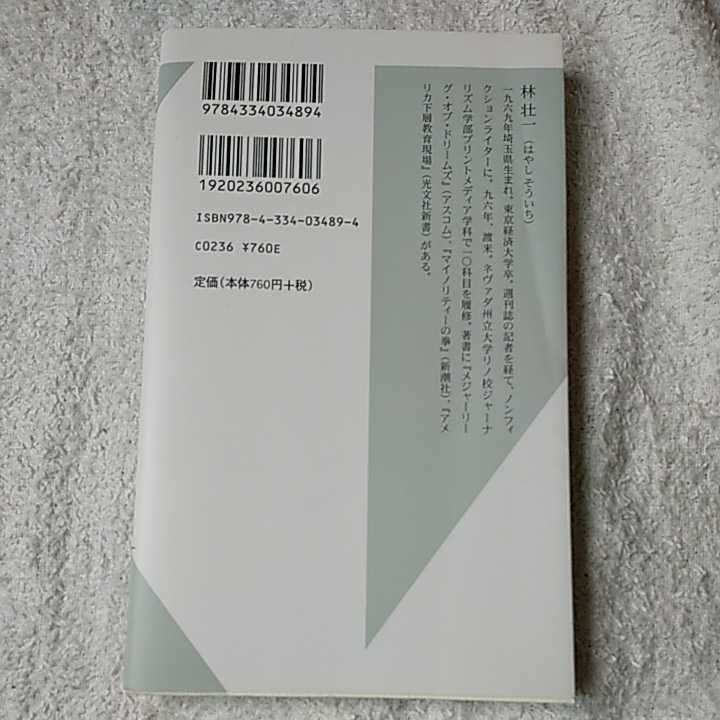 9784334034894
1920236007606
ISBN978-4-334-03489-4
C0236 ¥760E
定価(本体760円+税)
林 壮一(はやし そういち)
一九六九年埼玉県生まれ。東京経済大学卒。週刊誌の記者を経て、ノンフィ
クションライターに。九六年、渡米。ネヴァダ州立大学リノ校ジャーナ
リズム学部プリントメディア学科で一〇科目を履修。著書に『メジャーリー
グ・オブ・ドリームズ』(アスコム)、『マイノリティーの拳』(新潮社)、『アメ
リカ下層教育現場』(光文社新書)がある。